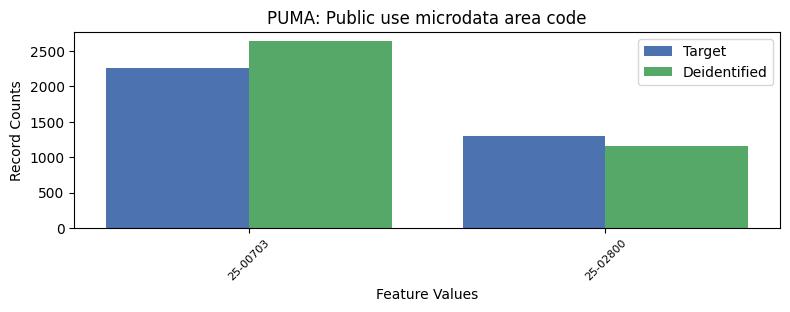 PUMA: Public use microdata area code
Record Counts
2500
2000
1500
1000
500
0
Target
Deidentified
25-00703
25-02800
Feature Values